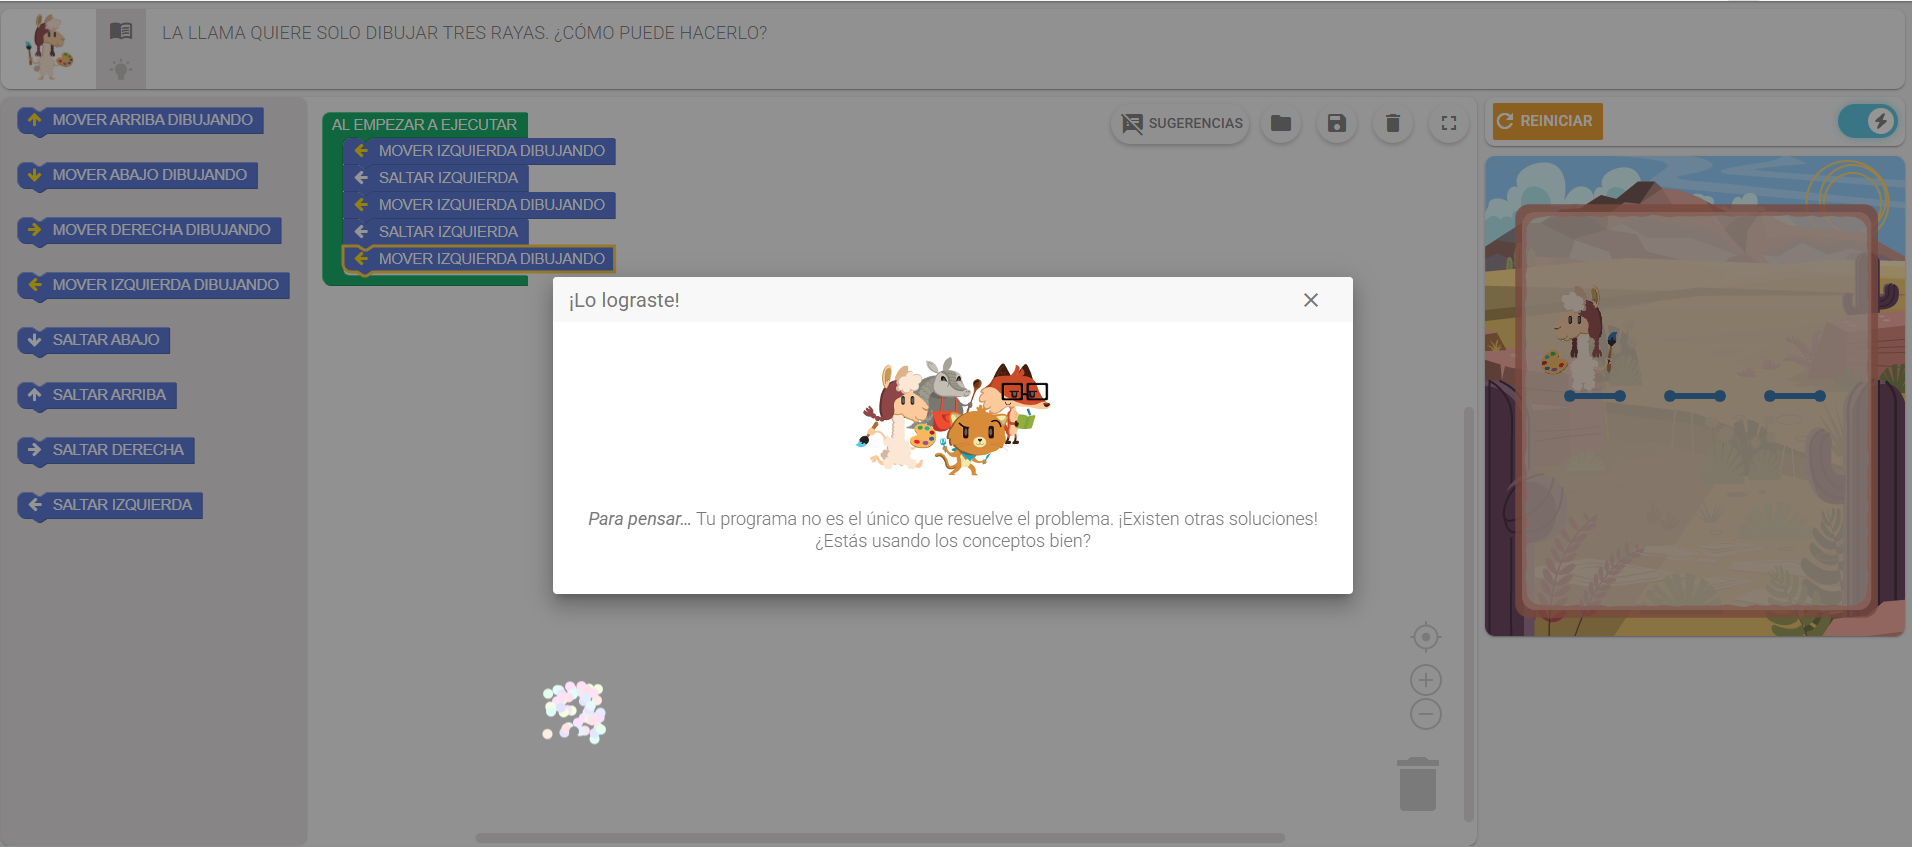 LA LLAMA QUIERE SOLO DIBUJAR TRES RAYAS. ¿CÓMO PUEDE HACERLO?
MOVER ARRIBA DIBUJANDO
MOVER ABAJO DIBUJANDO
MOVER DERECHA DIBUJANDO
MOVER IZQUIERDA DIBUJANDO
SALTAR ABAJO
SALTAR ARRIBA
SALTAR DERECHA
SALTAR IZQUIERDA
AL EMPEZAR A EJECUTAR
MOVER IZQUIERDA DIBUJANDO
SALTAR IZQUIERDA
MOVER IZQUIERDA DIBUJANDO
SALTAR IZQUIERDA
MOVER IZQUIERDA DIBUJANDO
SUGERENCIAS
REINICIAR
¡Lo lograste!
Para pensar... Tu programa no es el único que resuelve el problema. ¡Existen otras soluciones!
¿Estás usando los conceptos bien?